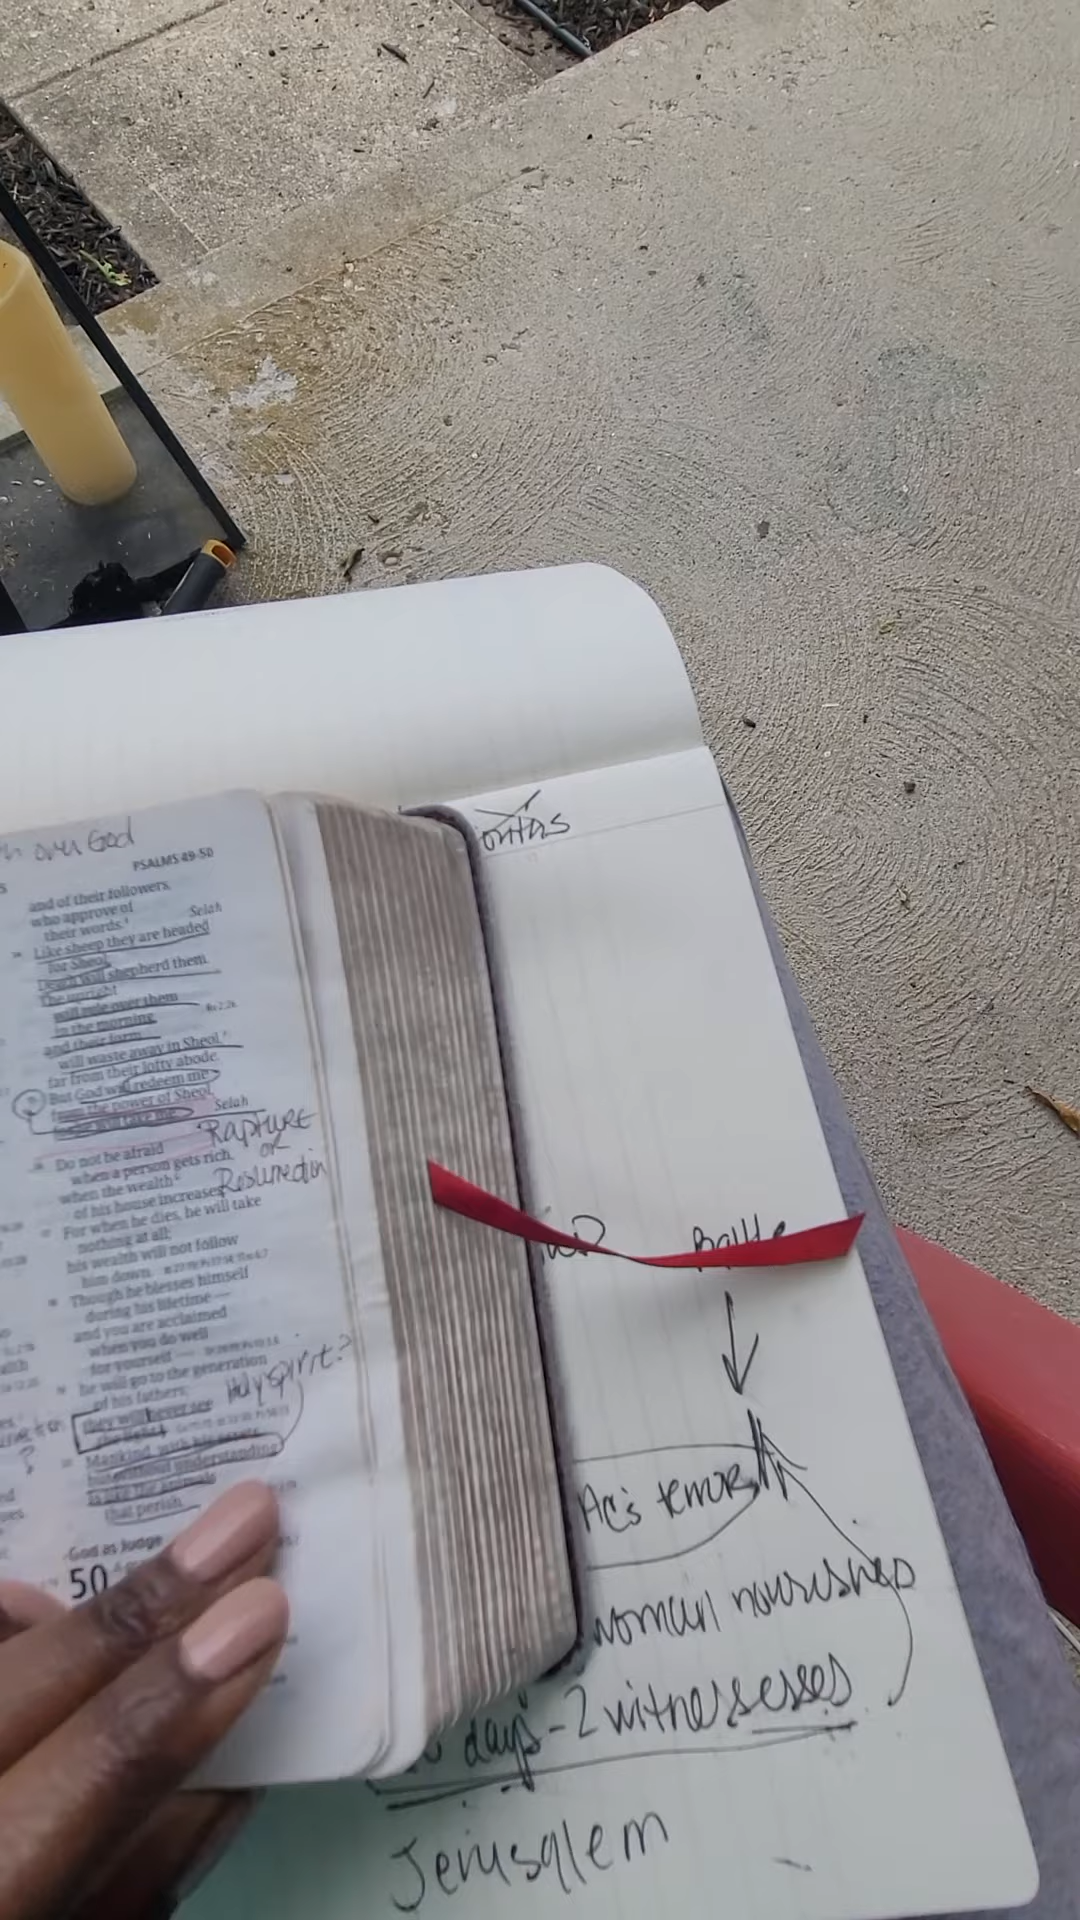 over God
PSALMS 49-50
and of their followers,
who approve of
their words.
Selah
Like sheep they are headed
for Sheol;
Death will shepherd them.
The upright
will rule over them
in the morning,
and their form
will waste away in Sheol,
far from their lofty abode.
But God will redeem me
from the power of Sheol,
will take me.
Selah
RAPTURE
or
Resurrection
Do not be afraid
when a person gets rich,
when the wealth
of his house increases.
For when he dies, he will take
nothing at all;
his wealth will not follow
him down.
Though he blesses himself
during his lifetime —
and you are acclaimed
when you do well
for yourself —
he will go to the generation
of his fathers;
Holy spirit?
they will never see
Mankind, with his
but without understanding
is like the animals
that perish.
God as Judge
50
Battle
AC's terror
woman nourished
days - 2 witnessesses
Jerusalem